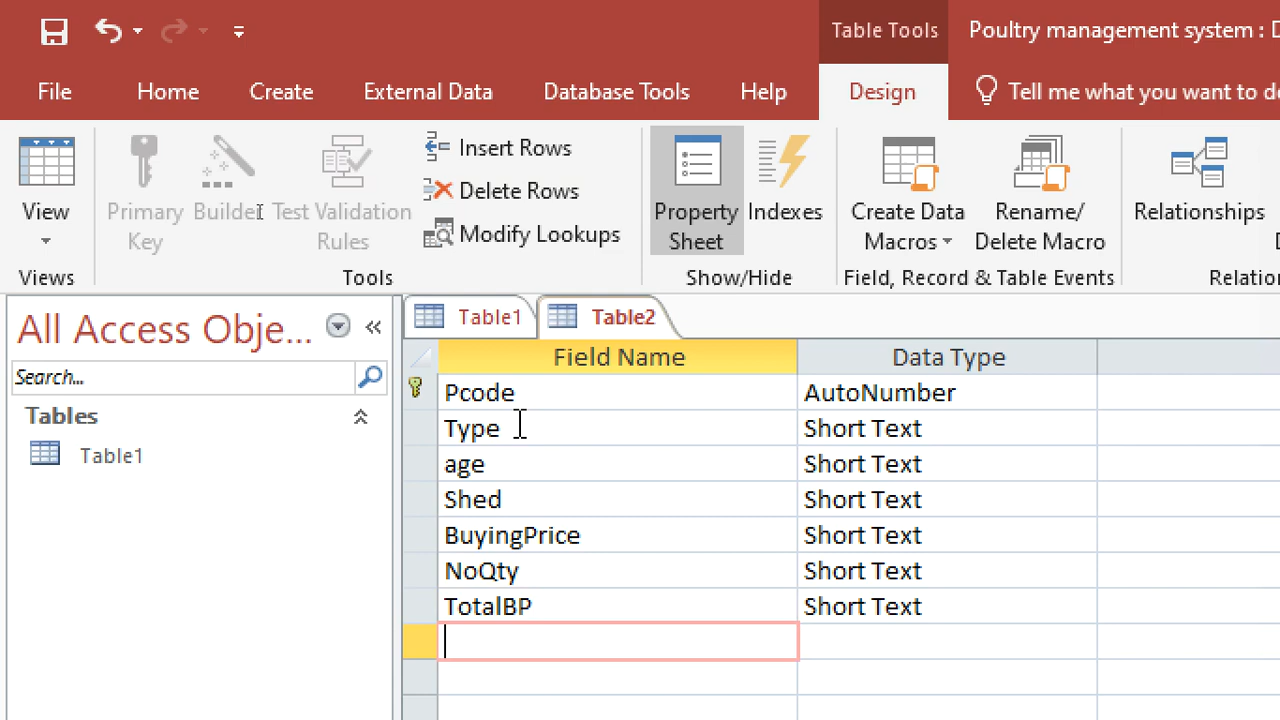 Table Tools
Poultry management system : D
File
Home
Create
External Data
Database Tools
Help
Design
Tell me what you want to do
View
Views
Primary
Key
Builder
Test Validation
Rules
Insert Rows
Delete Rows
Modify Lookups
Tools
Property
Sheet
Indexes
Show/Hide
Create Data
Macros
Rename/
Delete Macro
Field, Record & Table Events
Relationships
D
Relation
All Access Obje...
Search...
Tables
Table1
Table1
Table2
Field Name
Data Type
Pcode
AutoNumber
Type
Short Text
age
Short Text
Shed
Short Text
BuyingPrice
Short Text
NoQty
Short Text
TotalBP
Short Text